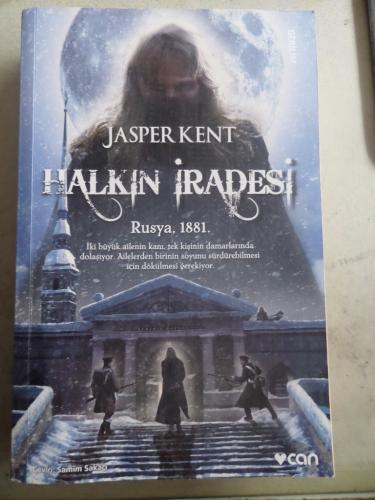 JASPER KENT
HALKIN İRADESİ
Rusya, 1881.
İki büyük ailenin kanı, tek kişinin damarlarında
dolaşıyor. Ailelerden birinin soyunu sürdürebilmesi
için dökülmesi gerekiyor.
can
Çeviri: Samim Sakacı